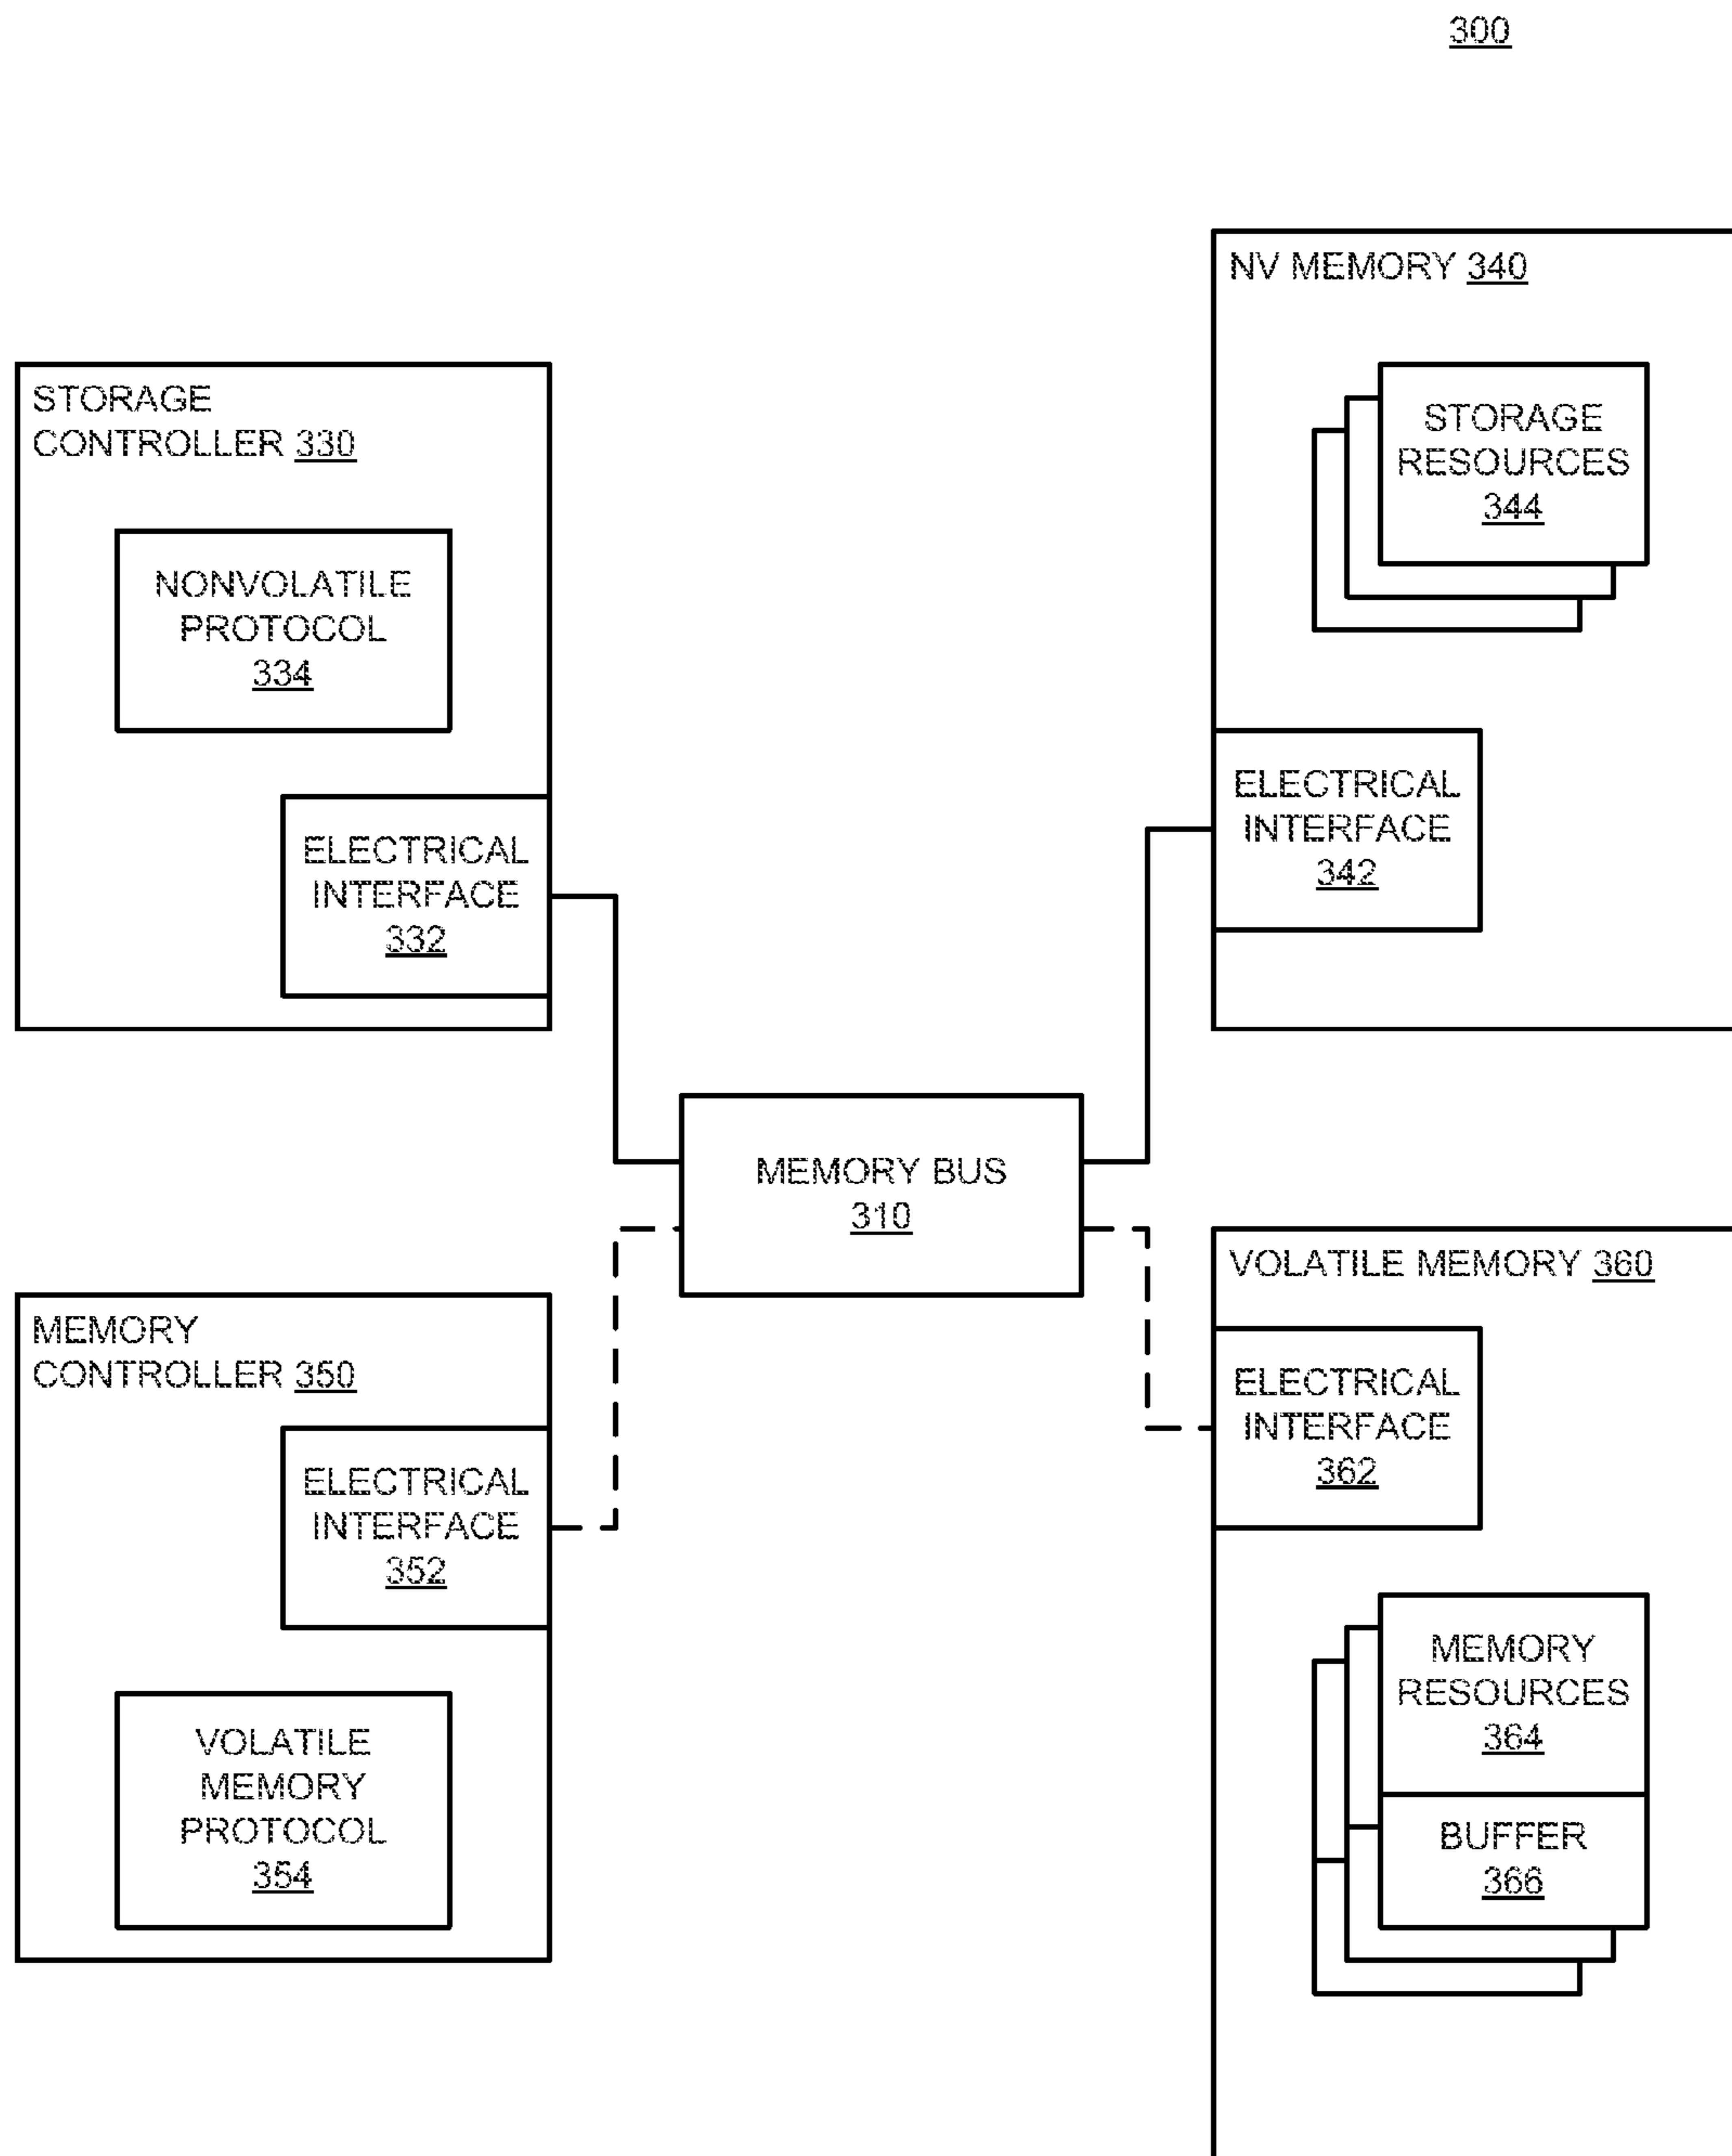 300
STORAGE
CONTROLLER 330
NONVOLATILE
PROTOCOL
334
ELECTRICAL
INTERFACE
332
NV MEMORY 340
STORAGE
RESOURCES
344
ELECTRICAL
INTERFACE
342
MEMORY BUS
310
MEMORY
CONTROLLER 350
ELECTRICAL
INTERFACE
352
VOLATILE
MEMORY
PROTOCOL
354
VOLATILE MEMORY 360
ELECTRICAL
INTERFACE
362
MEMORY
RESOURCES
364
BUFFER
366